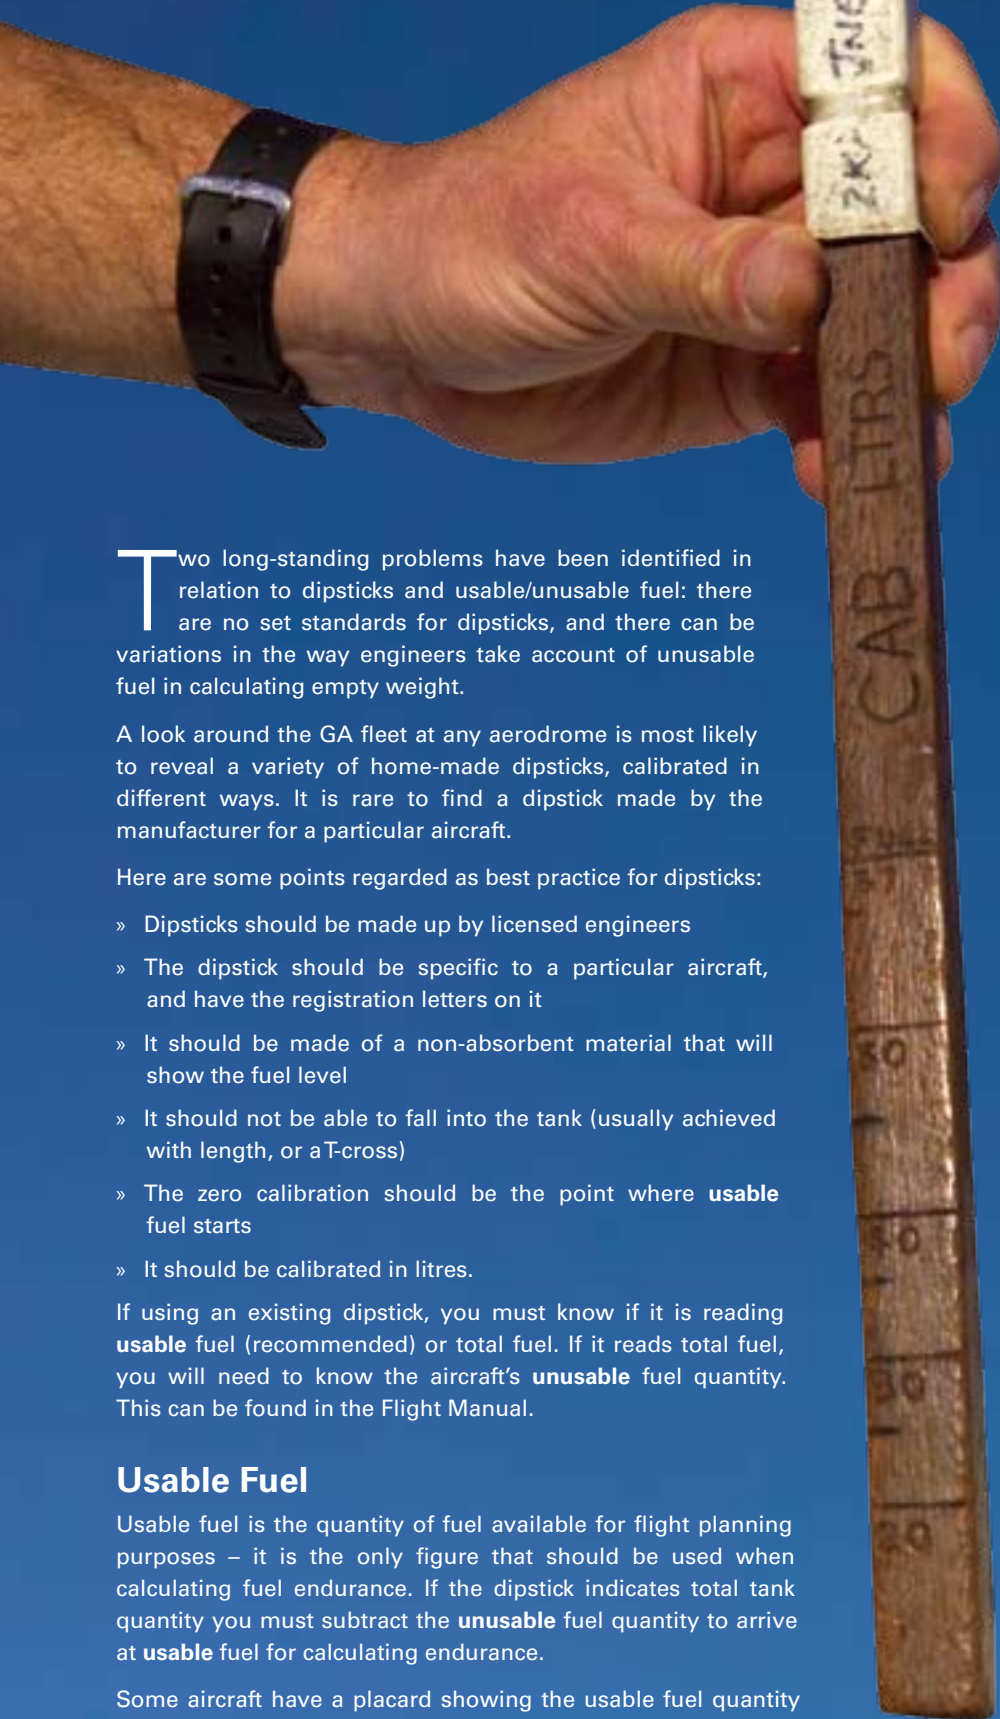 JNC
ZK
CAB LTRS
Two long-standing problems have been identified in
relation to dipsticks and usable/unusable fuel: there
are no set standards for dipsticks, and there can be
variations in the way engineers take account of unusable
fuel in calculating empty weight.
A look around the GA fleet at any aerodrome is most likely
to reveal a variety of home-made dipsticks, calibrated in
different ways. It is rare to find a dipstick made by the
manufacturer for a particular aircraft.
Here are some points regarded as best practice for dipsticks:
» Dipsticks should be made up by licensed engineers
» The dipstick should be specific to a particular aircraft,
and have the registration letters on it
» It should be made of a non-absorbent material that will
show the fuel level
» It should not be able to fall into the tank (usually achieved
with length, or a T-cross)
» The zero calibration should be the point where usable
fuel starts
» It should be calibrated in litres.
If using an existing dipstick, you must know if it is reading
usable fuel (recommended) or total fuel. If it reads total fuel,
you will need to know the aircraft's unusable fuel quantity.
This can be found in the Flight Manual.
Usable Fuel
Usable fuel is the quantity of fuel available for flight planning
purposes – it is the only figure that should be used when
calculating fuel endurance. If the dipstick indicates total tank
quantity you must subtract the unusable fuel quantity to arrive
at usable fuel for calculating endurance.
Some aircraft have a placard showing the usable fuel quantity